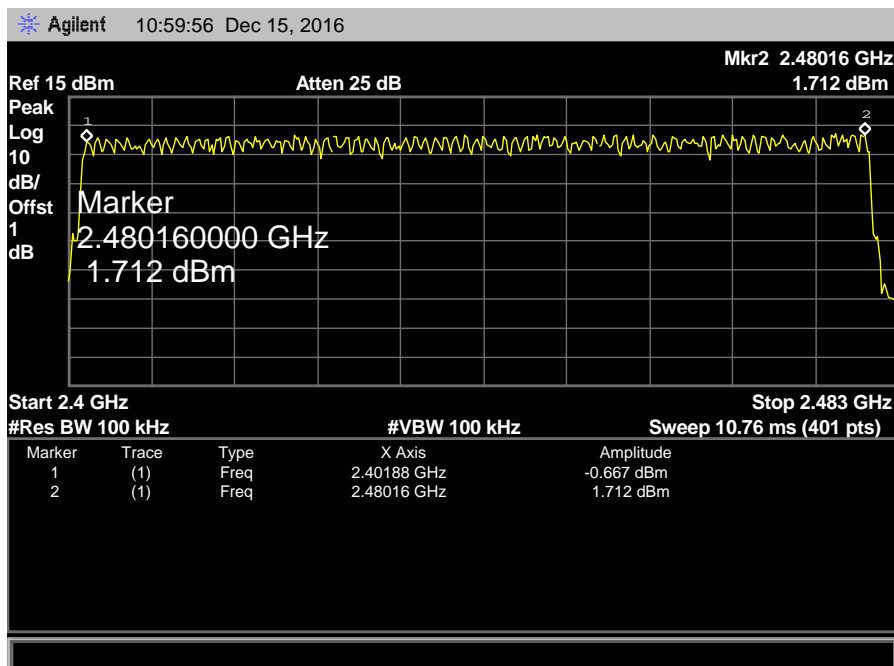 Agilent 10:59:56 Dec 15, 2016
Mkr2 2.48016 GHz
Ref 15 dBm Atten 25 dB 1.712 dBm
Peak
Log
10
dB/
Offst
1
dB
1
2
Marker
2.480160000 GHz
1.712 dBm
Start 2.4 GHz Stop 2.483 GHz
#Res BW 100 kHz #VBW 100 kHz Sweep 10.76 ms (401 pts)
Marker Trace Type X Axis Amplitude
1 (1) Freq 2.40188 GHz -0.667 dBm
2 (1) Freq 2.48016 GHz 1.712 dBm